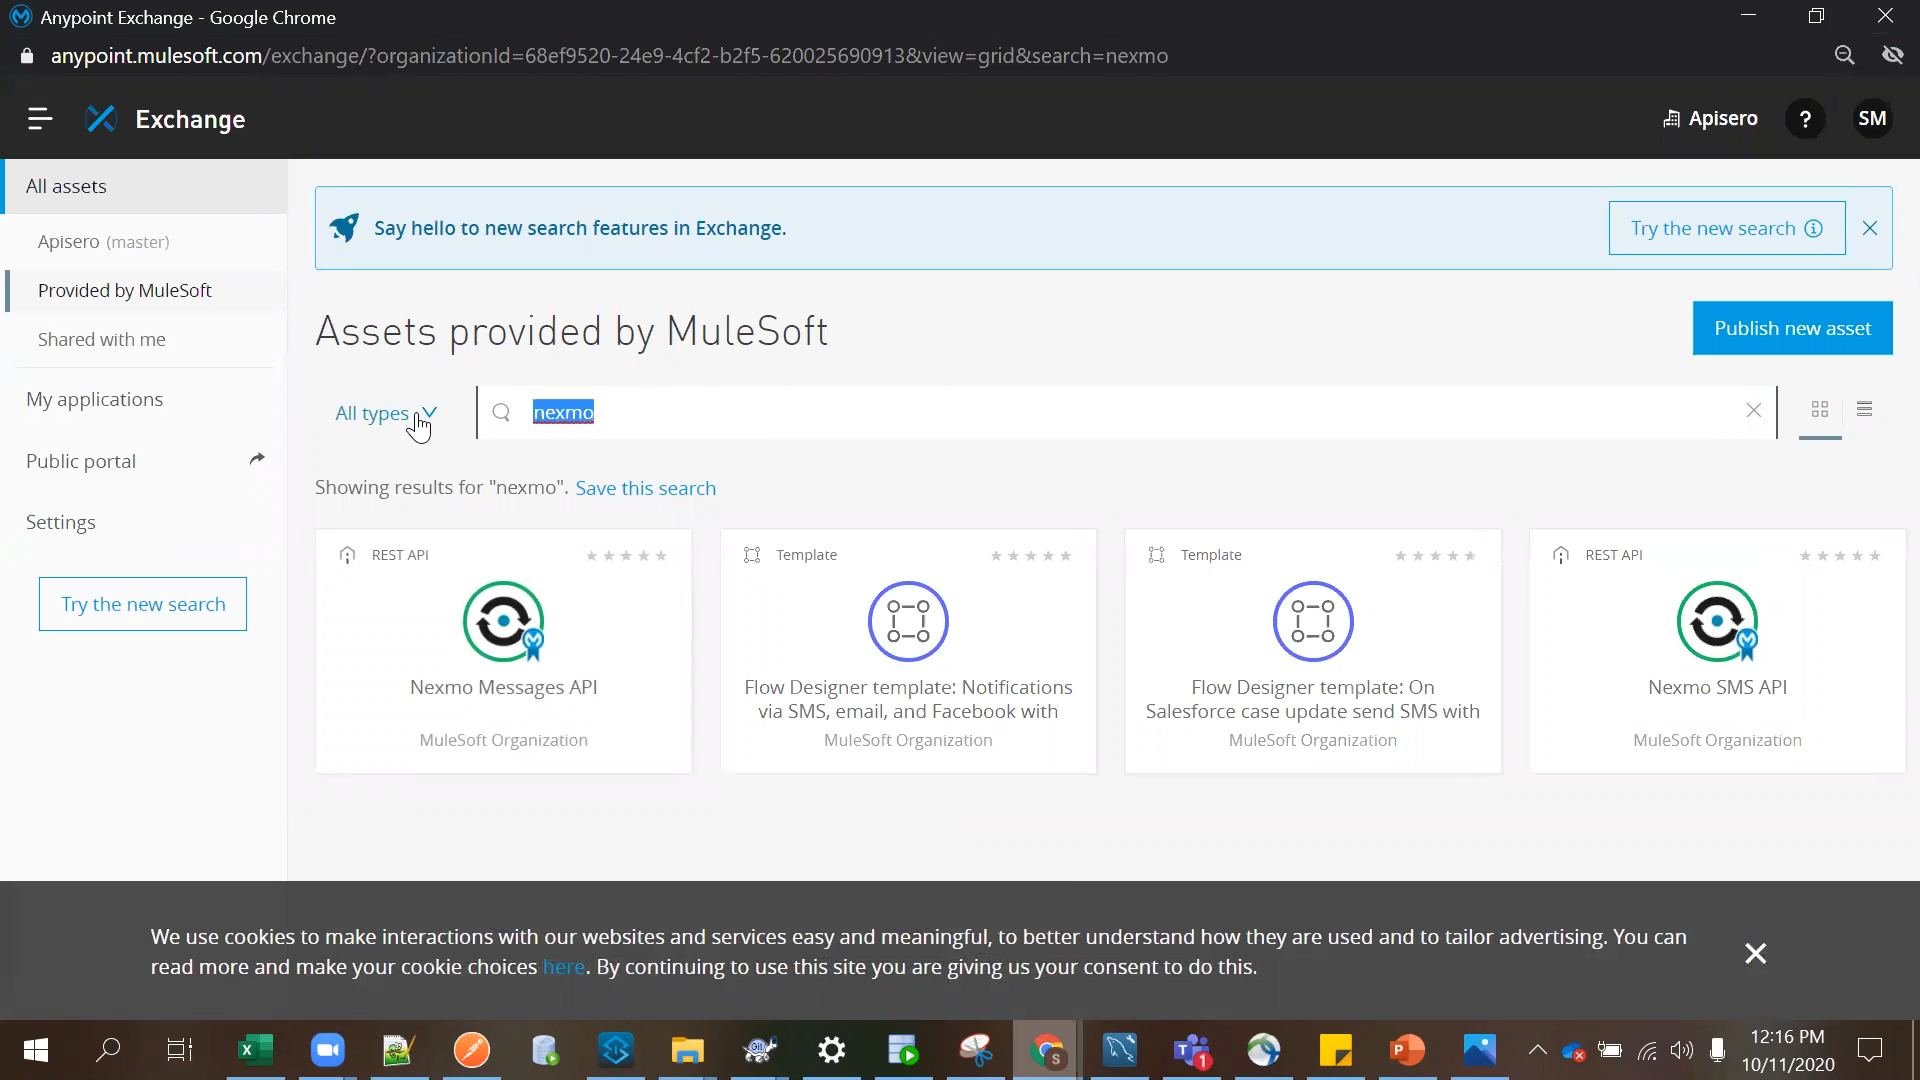 Anypoint Exchange - Google Chrome
anypoint.mulesoft.com/exchange/?organizationId=68ef9520-24e9-4cf2-b2f5-620025690913&view=grid&search=nexmo
Exchange
Apisero
?
SM
All assets
Apisero (master)
Provided by MuleSoft
Shared with me
My applications
Public portal
Settings
Try the new search
Say hello to new search features in Exchange.
Try the new search
Assets provided by MuleSoft
Publish new asset
All types
nexmo
Showing results for "nexmo". Save this search
REST API
Nexmo Messages API
MuleSoft Organization
Template
Flow Designer template: Notifications
via SMS, email, and Facebook with
MuleSoft Organization
Template
Flow Designer template: On
Salesforce case update send SMS with
MuleSoft Organization
REST API
Nexmo SMS API
MuleSoft Organization
We use cookies to make interactions with our websites and services easy and meaningful, to better understand how they are used and to tailor advertising. You can
read more and make your cookie choices here. By continuing to use this site you are giving us your consent to do this.
12:16 PM
10/11/2020